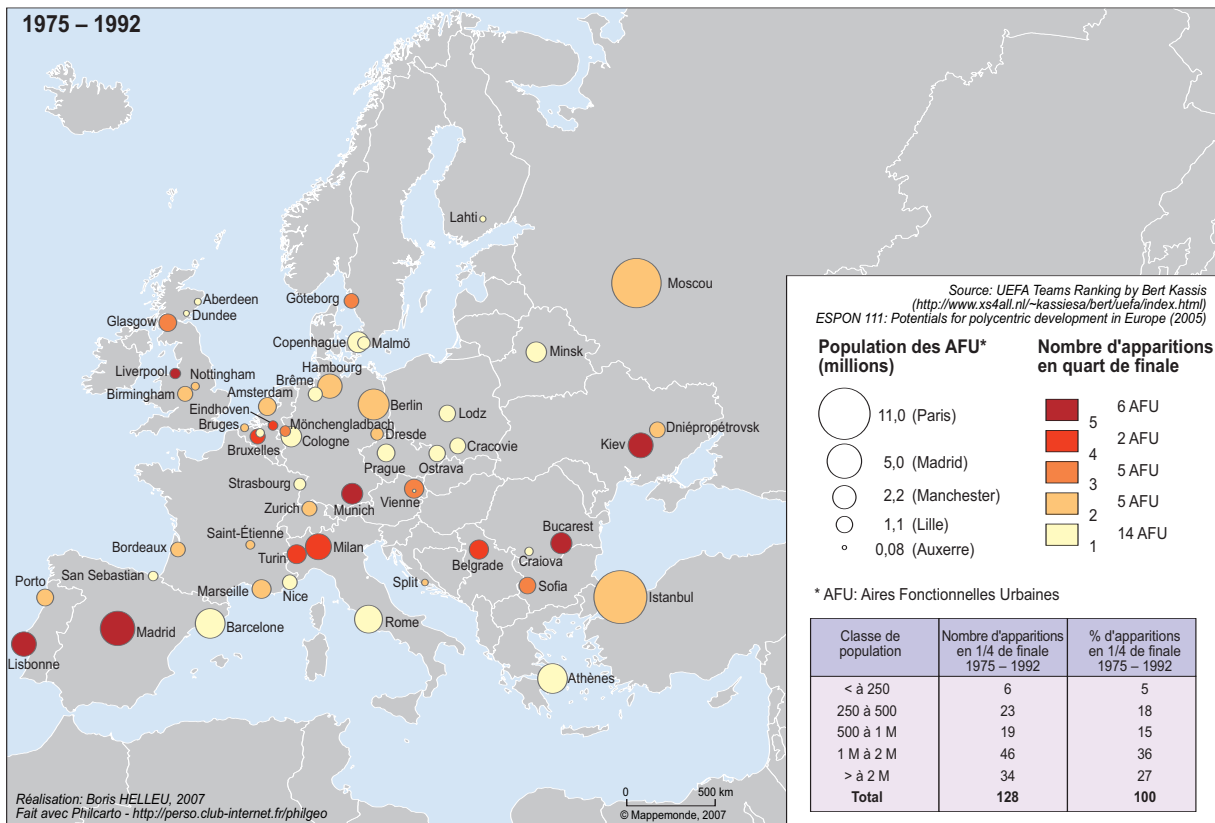 1975 – 1992
Lahti
Moscou
Göteborg
Aberdeen
Dundee
Glasgow
Copenhague
Malmö
Minsk
Liverpool
Nottingham
Birmingham
Hambourg
Brême
Amsterdam
Berlin
Eindhoven
Bruges
Mönchengladbach
Lodz
Bruxelles
Cologne
Dresde
Cracovie
Dniépropétrovsk
Kiev
Prague
Ostrava
Strasbourg
Munich
Vienne
Zurich
Saint-Étienne
Bucarest
Bordeaux
Turin
Milan
Belgrade
Craiova
San Sebastian
Porto
Marseille
Nice
Split
Sofia
Istanbul
Madrid
Barcelone
Rome
Lisbonne
Athènes
Réalisation: Boris HELLEU, 2007
Fait avec Philcarto - http://perso.club-internet.fr/philgeo
0 500 km
© Mappemonde, 2007
Source: UEFA Teams Ranking by Bert Kassis
(http://www.xs4all.nl/~kassiesa/bert/uefa/index.html)
ESPON 111: Potentials for polycentric development in Europe (2005)
Population des AFU*
(millions)
11,0 (Paris)
5,0 (Madrid)
2,2 (Manchester)
1,1 (Lille)
0,08 (Auxerre)
Nombre d'apparitions
en quart de finale
6 AFU
5
2 AFU
4
5 AFU
3
5 AFU
2
14 AFU
1
* AFU: Aires Fonctionnelles Urbaines
Classe de population | Nombre d'apparitions en 1/4 de finale 1975 – 1992 | % d'apparitions en 1/4 de finale 1975 – 1992
< à 250 6 5
250 à 500 23 18
500 à 1 M 19 15
1 M à 2 M 46 36
> à 2 M 34 27
Total 128 100